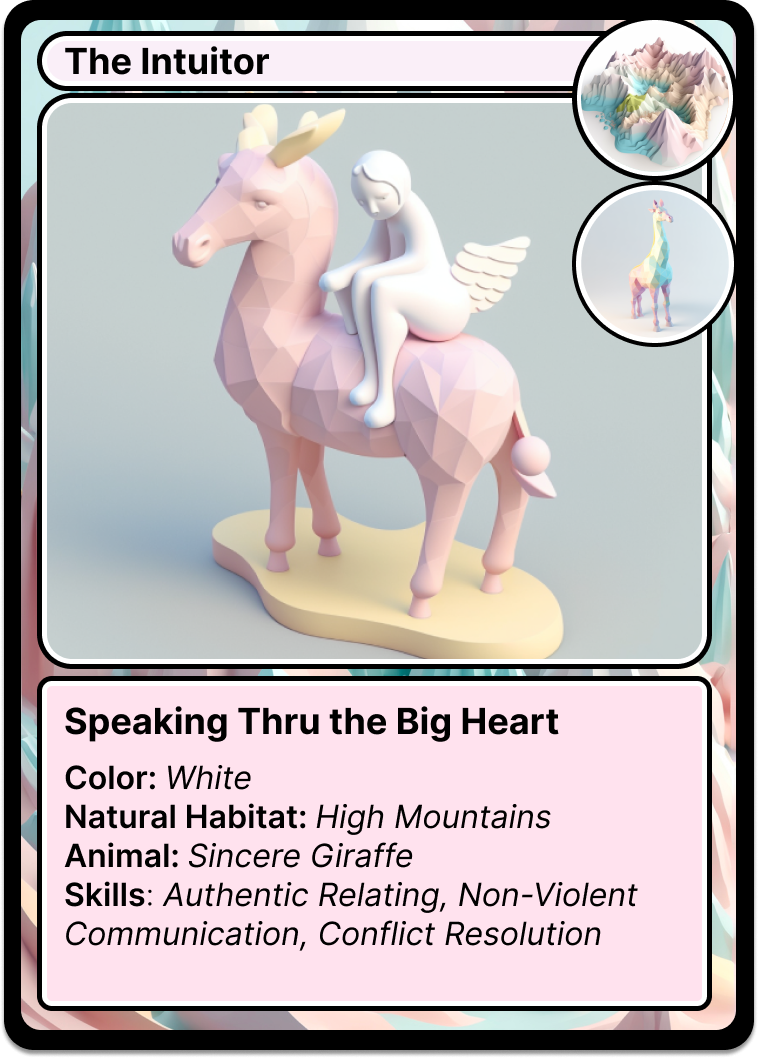 The Intuitor
Speaking Thru the Big Heart
Color: White
Natural Habitat: High Mountains
Animal: Sincere Giraffe
Skills: Authentic Relating, Non-Violent
Communication, Conflict Resolution